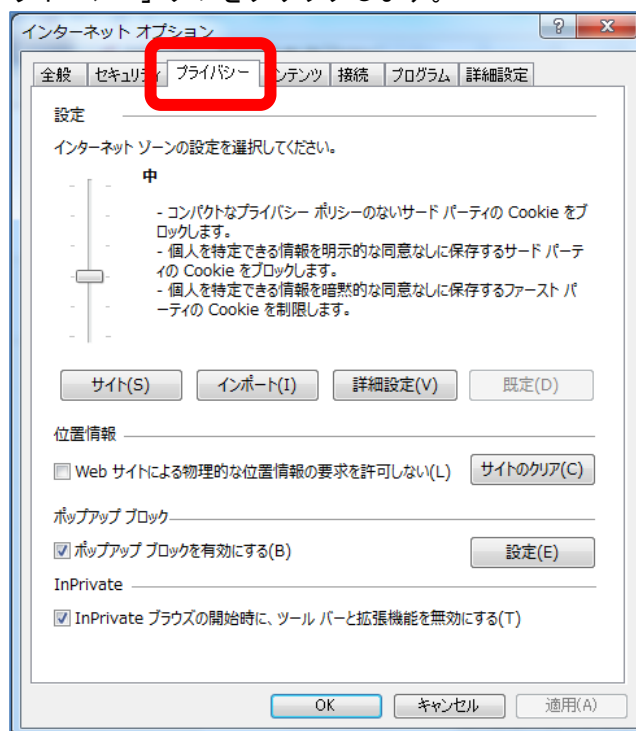 インターネット オプション
全般 セキュリティ プライバシー コンテンツ 接続 プログラム 詳細設定
設定
インターネット ゾーンの設定を選択してください。
中
- コンパクトなプライバシー ポリシーのないサード パーティの Cookie をブ
ロックします。
- 個人を特定できる情報を明示的な同意なしに保存するサード パーテ
ィの Cookie をブロックします。
- 個人を特定できる情報を暗黙的な同意なしに保存するファースト パ
ーティの Cookie を制限します。
サイト(S) インポート(I) 詳細設定(V) 既定(D)
位置情報
Web サイトによる物理的な位置情報の要求を許可しない(L) サイトのクリア(C)
ポップアップ ブロック
ポップアップ ブロックを有効にする(B) 設定(E)
InPrivate
InPrivate ブラウズの開始時に、ツール バーと拡張機能を無効にする(T)
OK キャンセル 適用(A)